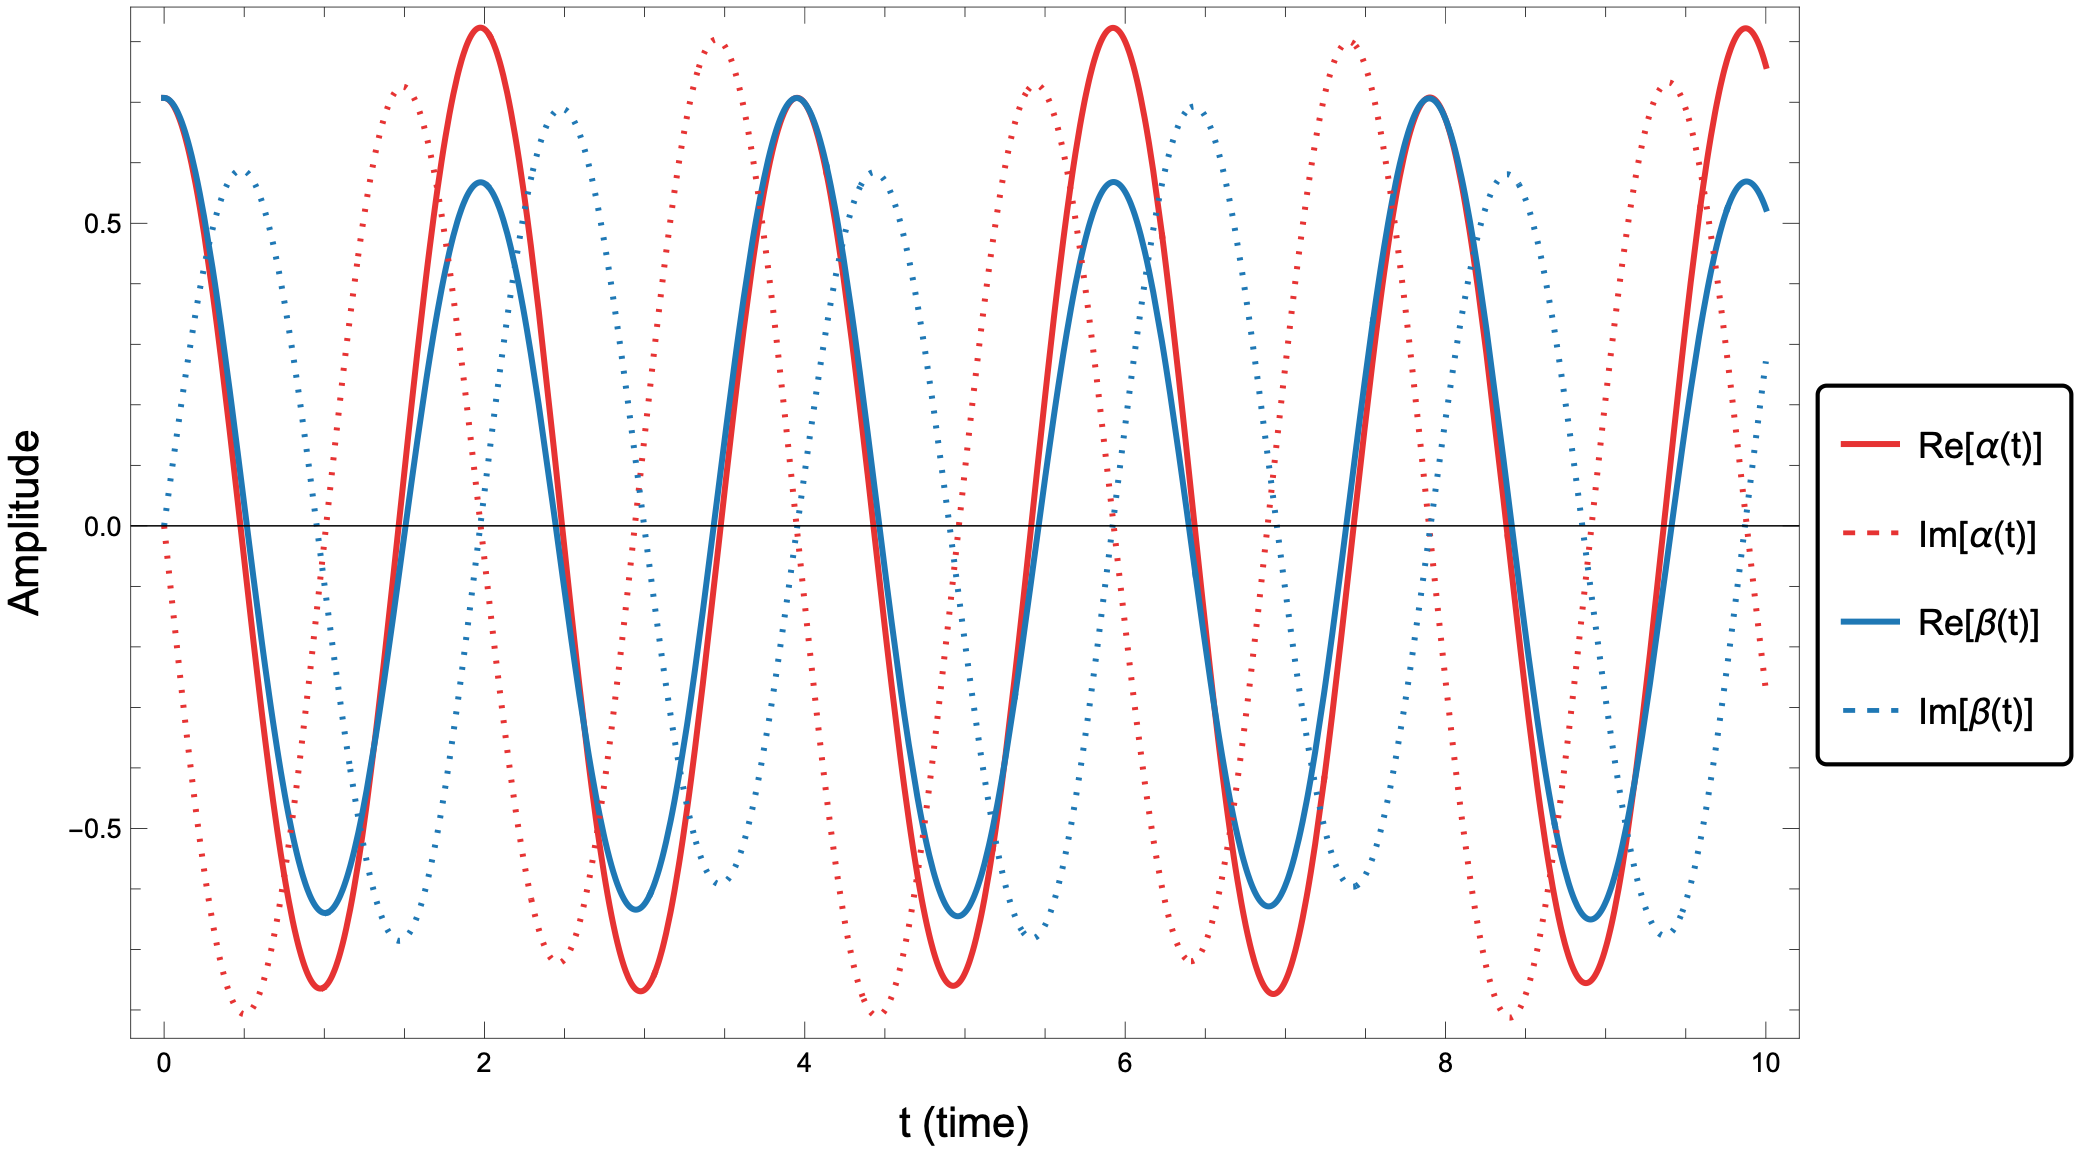 Amplitude
0.5
0.0
−0.5
0 2 4 6 8 10
t (time)
Re[α(t)]
Im[α(t)]
Re[β(t)]
Im[β(t)]